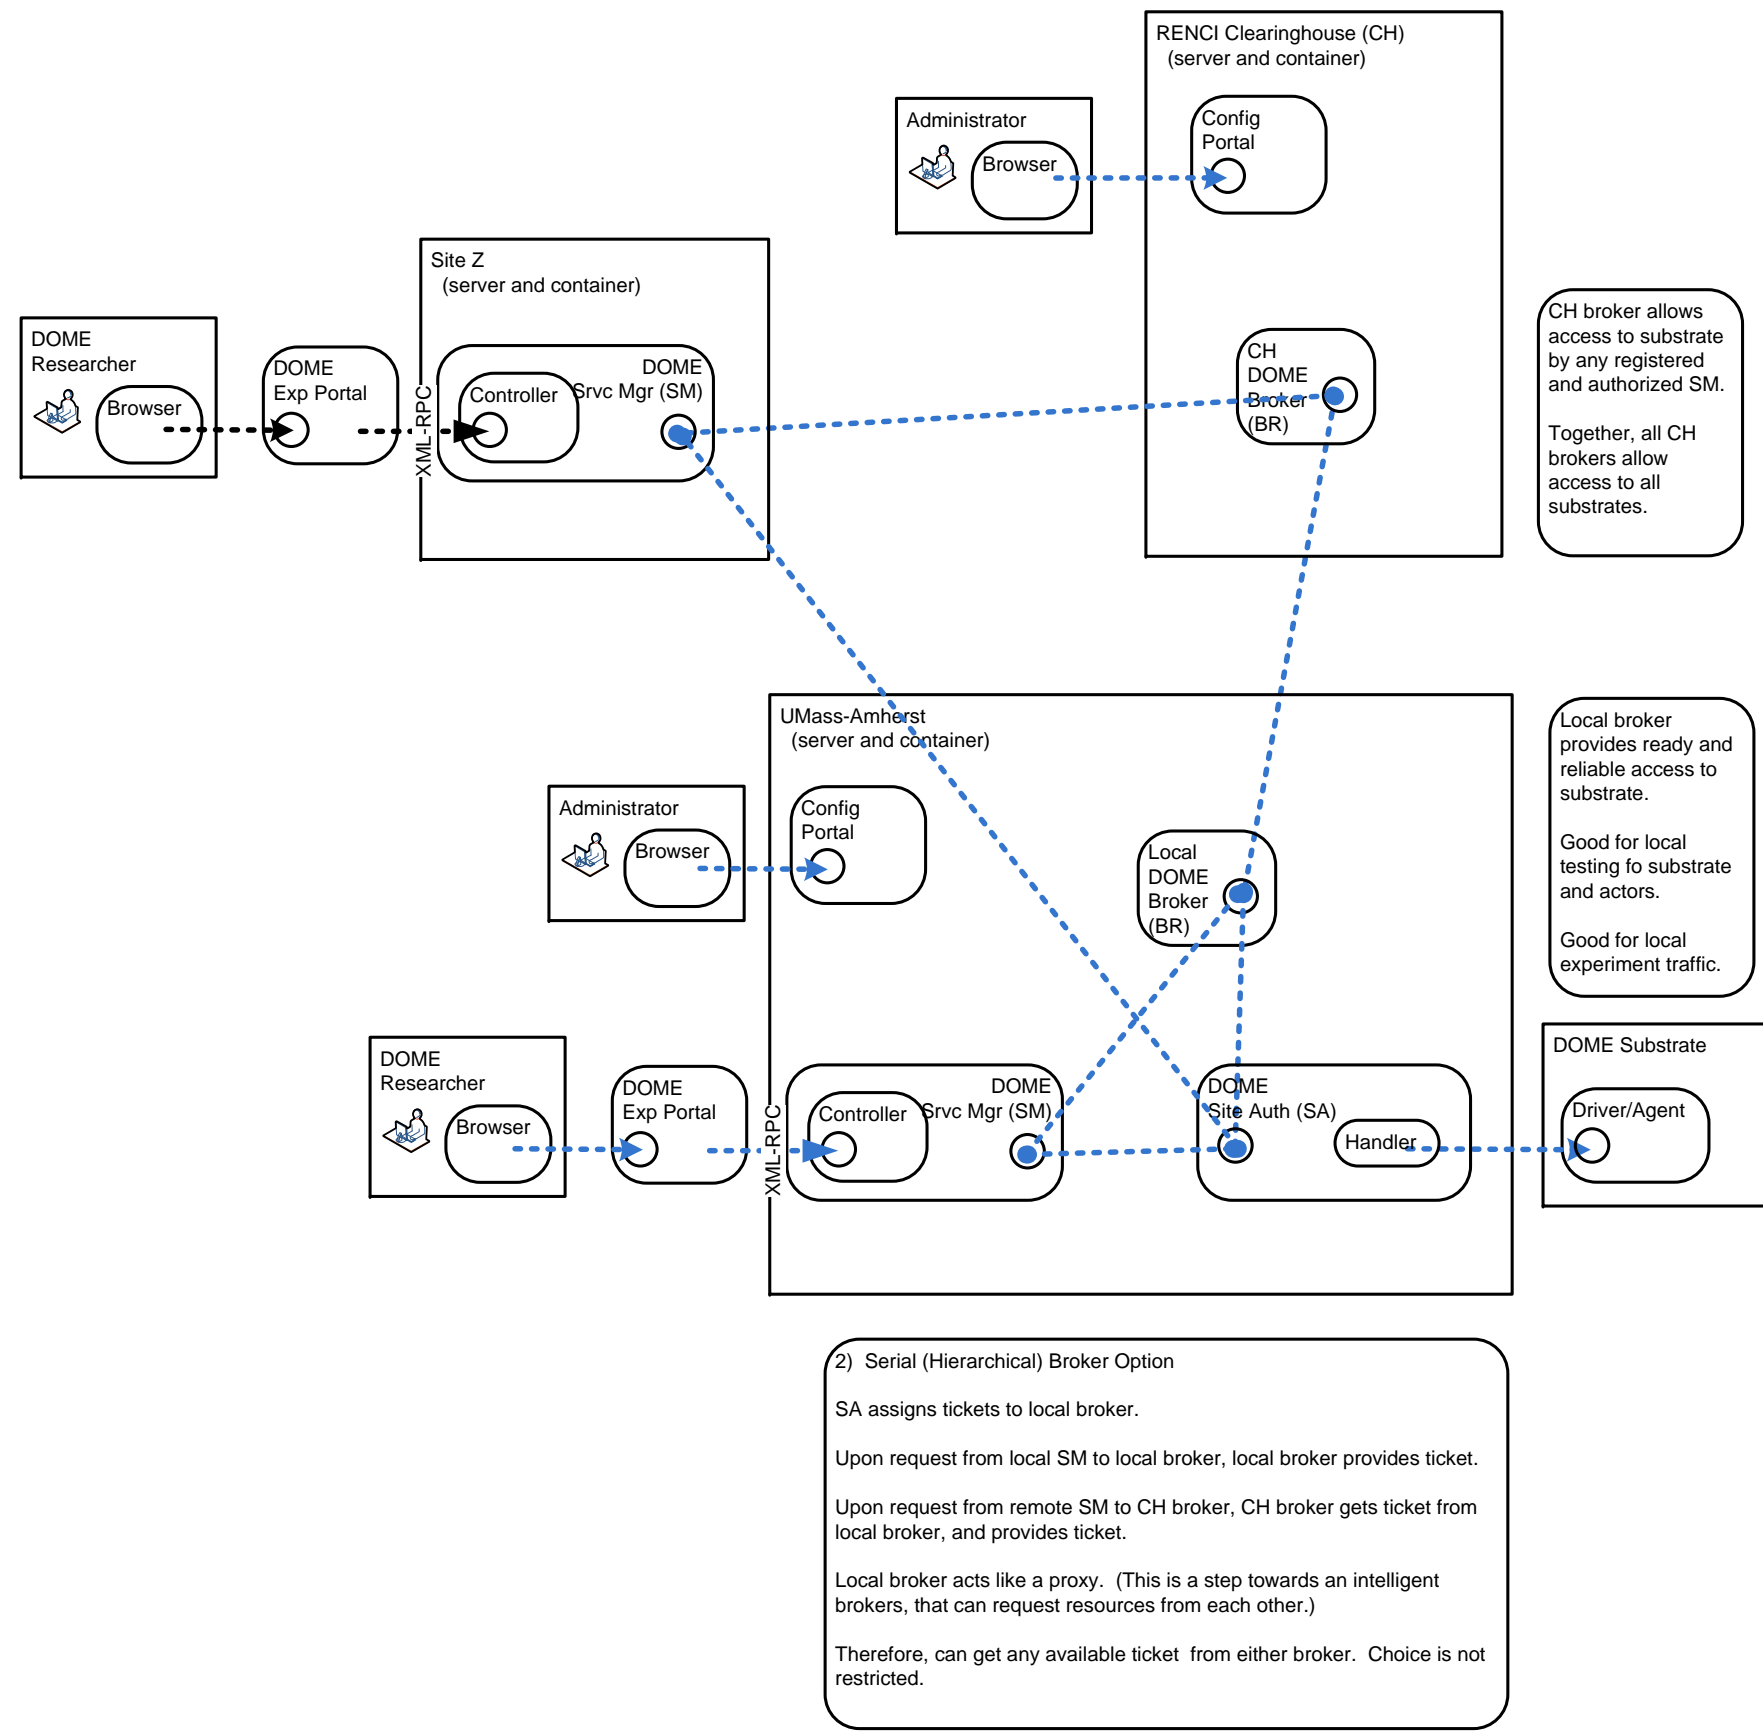 RENCI Clearinghouse (CH)
(server and container)
Config
Portal
Administrator
Browser
Site Z
(server and container)
DOME
Researcher
Browser
DOME
Exp Portal
XML-RPC
Controller
DOME
Srvc Mgr (SM)
CH
DOME
Broker
(BR)
CH broker allows
access to substrate
by any registered
and authorized SM.
Together, all CH
brokers allow
access to all
substrates.
UMass-Amherst
(server and container)
Administrator
Browser
Config
Portal
Local
DOME
Broker
(BR)
Local broker
provides ready and
reliable access to
substrate.
Good for local
testing fo substrate
and actors.
Good for local
experiment traffic.
DOME
Researcher
Browser
DOME
Exp Portal
XML-RPC
Controller
DOME
Srvc Mgr (SM)
DOME
Site Auth (SA)
Handler
DOME Substrate
Driver/Agent
2)  Serial (Hierarchical) Broker Option
SA assigns tickets to local broker.
Upon request from local SM to local broker, local broker provides ticket.
Upon request from remote SM to CH broker, CH broker gets ticket from
local broker, and provides ticket.
Local broker acts like a proxy.  (This is a step towards an intelligent
brokers, that can request resources from each other.)
Therefore, can get any available ticket  from either broker.  Choice is not
restricted.